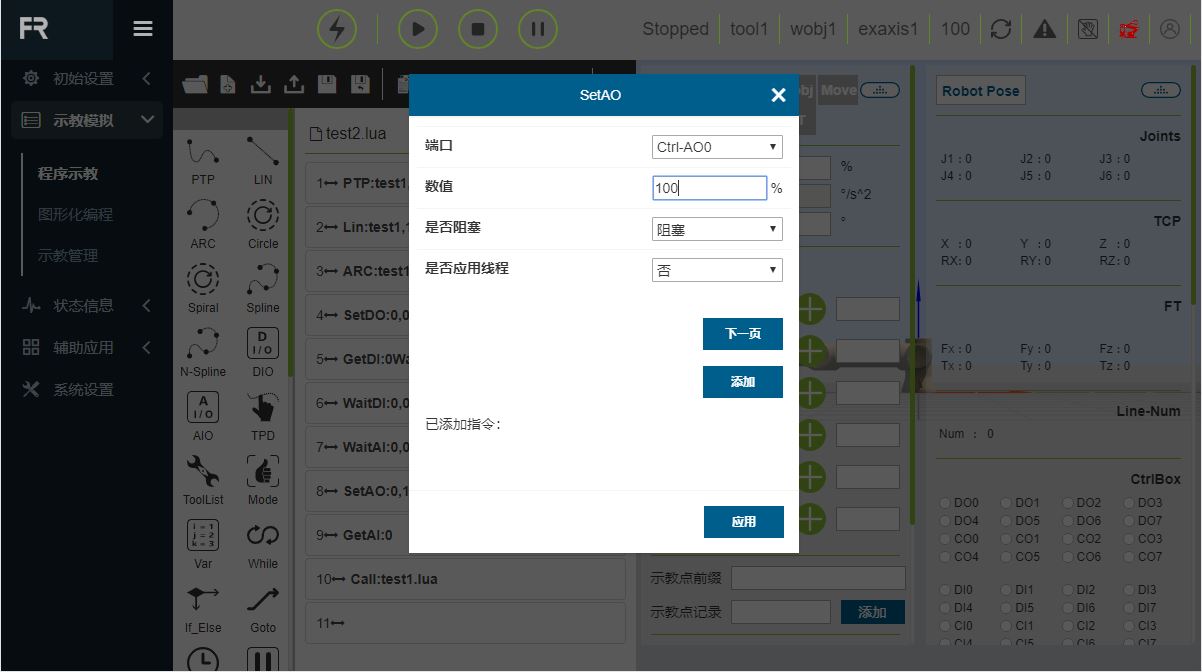 FR
Stopped
tool1
wobj1
exaxis1
100
初始设置
示教模拟
程序示教
图形化编程
示教管理
状态信息
辅助应用
系统设置
PTP
LIN
ARC
Circle
Spiral
Spline
N-Spline
D
I/O
DIO
A
I/O
AIO
TPD
ToolList
Mode
i = 1
j = 2
k = 3
Var
While
If_Else
Goto
test2.lua
1 PTP:test1,
2 Lin:test1,1
3 ARC:test1
4 SetDO:0,0
5 GetDI:0Wa
6 WaitDI:0,0
7 WaitAI:0,0
8 SetAO:0,1
9 GetAI:0
10 Call:test1.lua
11
SetAO
端口
Ctrl-AO0
数值
100
%
是否阻塞
阻塞
是否应用线程
否
下一页
添加
已添加指令:
应用
bj
Move
T
%
°/s^2
°
示教点前缀
示教点记录
添加
Robot Pose
Joints
J1 : 0 J2 : 0 J3 : 0
J4 : 0 J5 : 0 J6 : 0
TCP
X : 0 Y : 0 Z : 0
RX: 0 RY: 0 RZ: 0
FT
Fx : 0 Fy : 0 Fz : 0
Tx : 0 Ty : 0 Tz : 0
Line-Num
Num : 0
CtrlBox
DO0 DO1 DO2 DO3
DO4 DO5 DO6 DO7
CO0 CO1 CO2 CO3
CO4 CO5 CO6 CO7
DI0 DI1 DI2 DI3
DI4 DI5 DI6 DI7
CI0 CI1 CI2 CI3
CI4 CI5 CI6 CI7